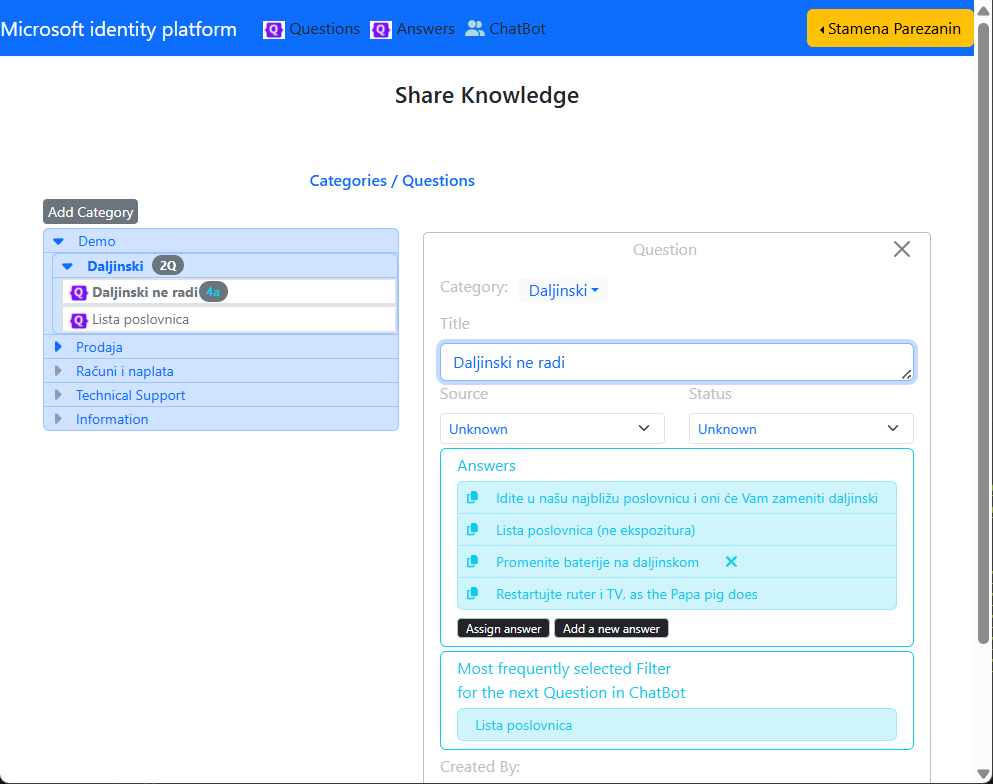 Microsoft identity platform Q Questions Q Answers ChatBot Stamena Parezanin
Share Knowledge
Categories / Questions
Add Category
Demo
Daljinski 2Q
Q Daljinski ne radi 4a
Q Lista poslovnica
Prodaja
Računi i naplata
Technical Support
Information
Question
Category: Daljinski
Title
Daljinski ne radi
Source Status
Unknown Unknown
Answers
Idite u našu najbližu poslovnicu i oni će Vam zameniti daljinski
Lista poslovnica (ne ekspozitura)
Promenite baterije na daljinskom
Restartujte ruter i TV, as the Papa pig does
Assign answer Add a new answer
Most frequently selected Filter
for the next Question in ChatBot
Lista poslovnica
Created By: